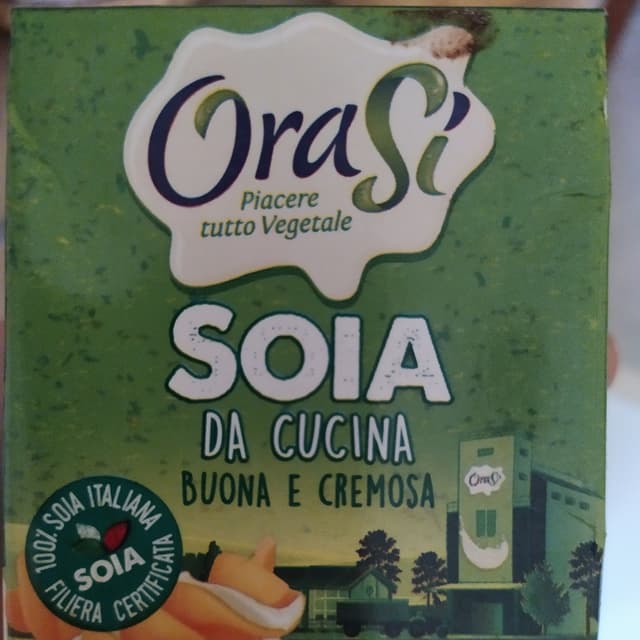 OraSì
Piacere
tutto Vegetale
SOIA
DA CUCINA
BUONA E CREMOSA
OraSì
100% SOIA ITALIANA
SOIA
FILIERA CERTIFICATA